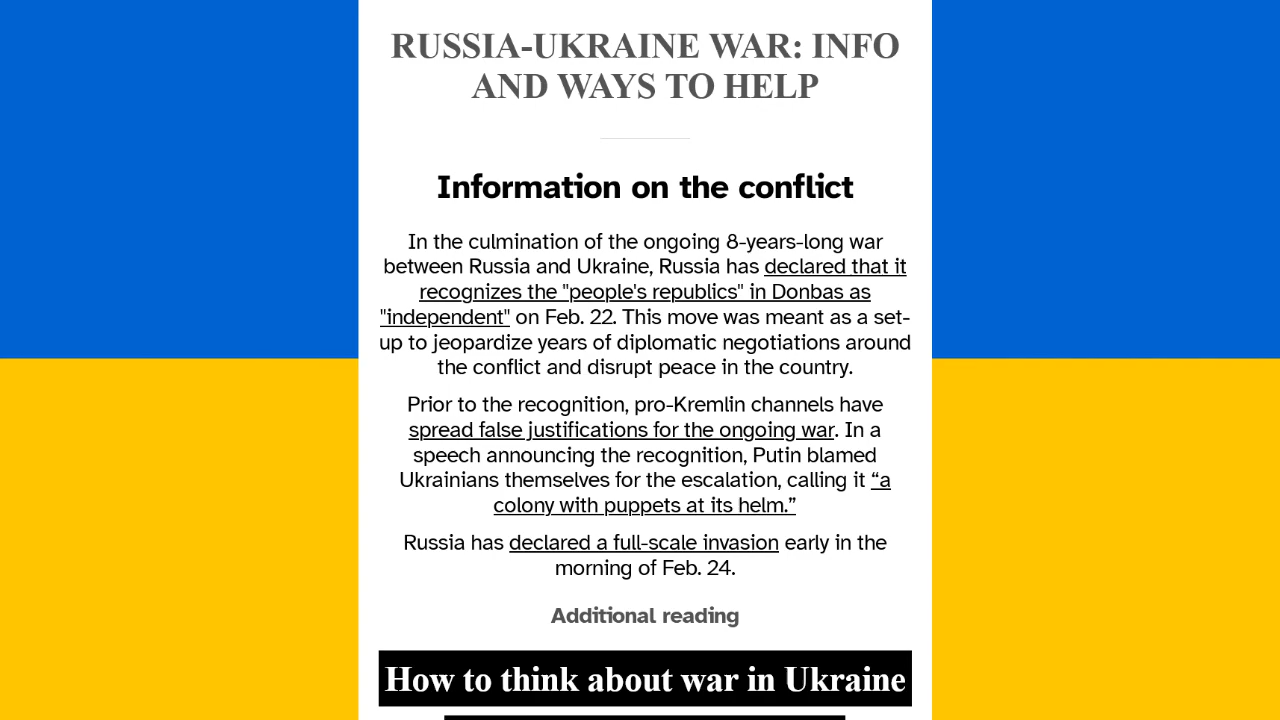 RUSSIA-UKRAINE WAR: INFO
AND WAYS TO HELP
Information on the conflict
In the culmination of the ongoing 8-years-long war
between Russia and Ukraine, Russia has declared that it
recognizes the "people's republics" in Donbas as
"independent" on Feb. 22. This move was meant as a set-
up to jeopardize years of diplomatic negotiations around
the conflict and disrupt peace in the country.
Prior to the recognition, pro-Kremlin channels have
spread false justifications for the ongoing war. In a
speech announcing the recognition, Putin blamed
Ukrainians themselves for the escalation, calling it “a
colony with puppets at its helm.”
Russia has declared a full-scale invasion early in the
morning of Feb. 24.
Additional reading
How to think about war in Ukraine